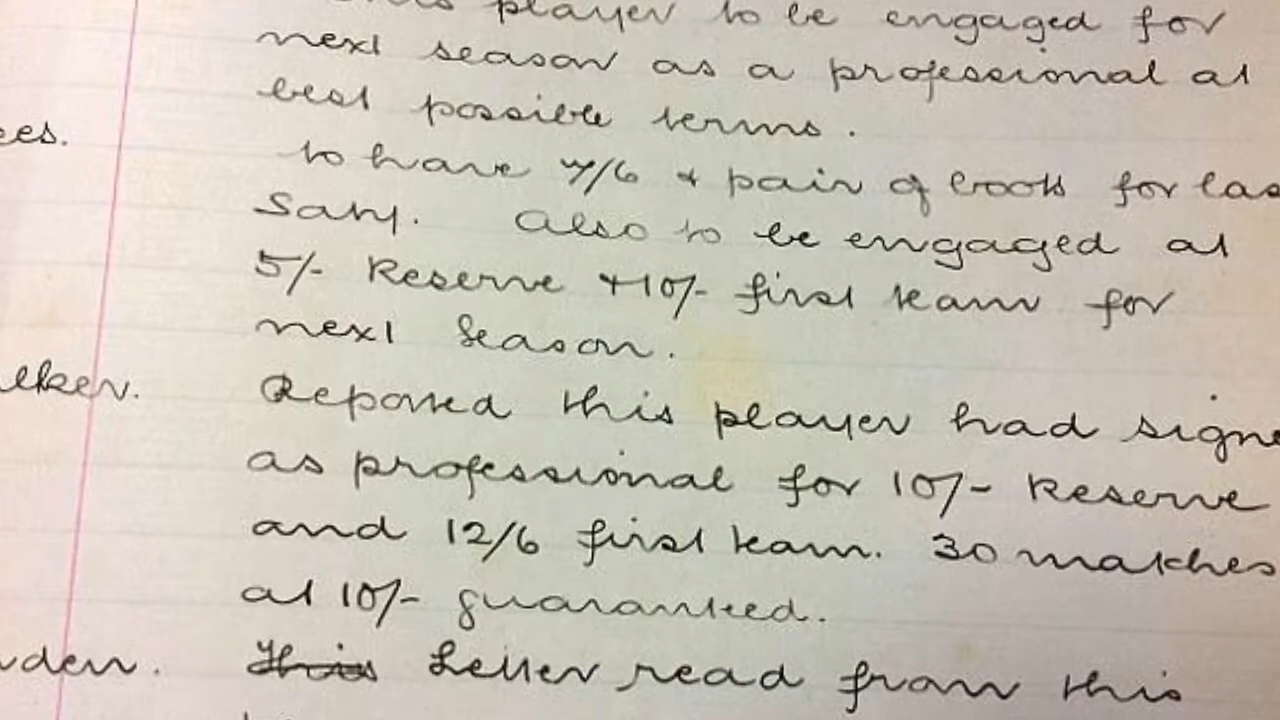 player to be engaged for
next season as a professional at
best possible terms.
ees.
to have 7/6 & pair of boots for las
Saty. Also to be engaged at
5/- Reserve + 10/- first team for
next Season.
elker. Reported this player had signe
as professional for 10/- Reserve
and 12/6 first team. 30 matches
at 10/- guaranteed.
den. This Letter read from this